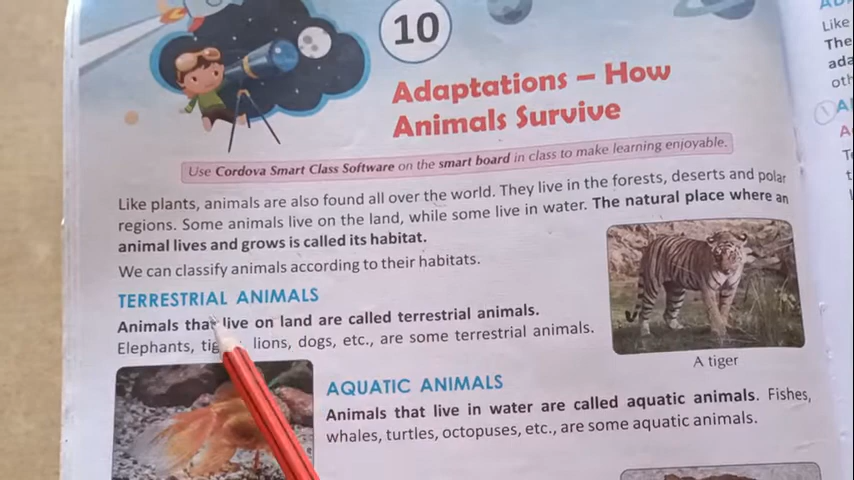 10
Adaptations – How
Animals Survive
Use Cordova Smart Class Software on the smart board in class to make learning enjoyable.
Like plants, animals are also found all over the world. They live in the forests, deserts and polar
regions. Some animals live on the land, while some live in water. The natural place where an
animal lives and grows is called its habitat.
We can classify animals according to their habitats.
TERRESTRIAL ANIMALS
Animals that live on land are called terrestrial animals.
Elephants, lions, dogs, etc., are some terrestrial animals.
A tiger
AQUATIC ANIMALS
Animals that live in water are called aquatic animals. Fishes,
whales, turtles, octopuses, etc., are some aquatic animals.
Like
The